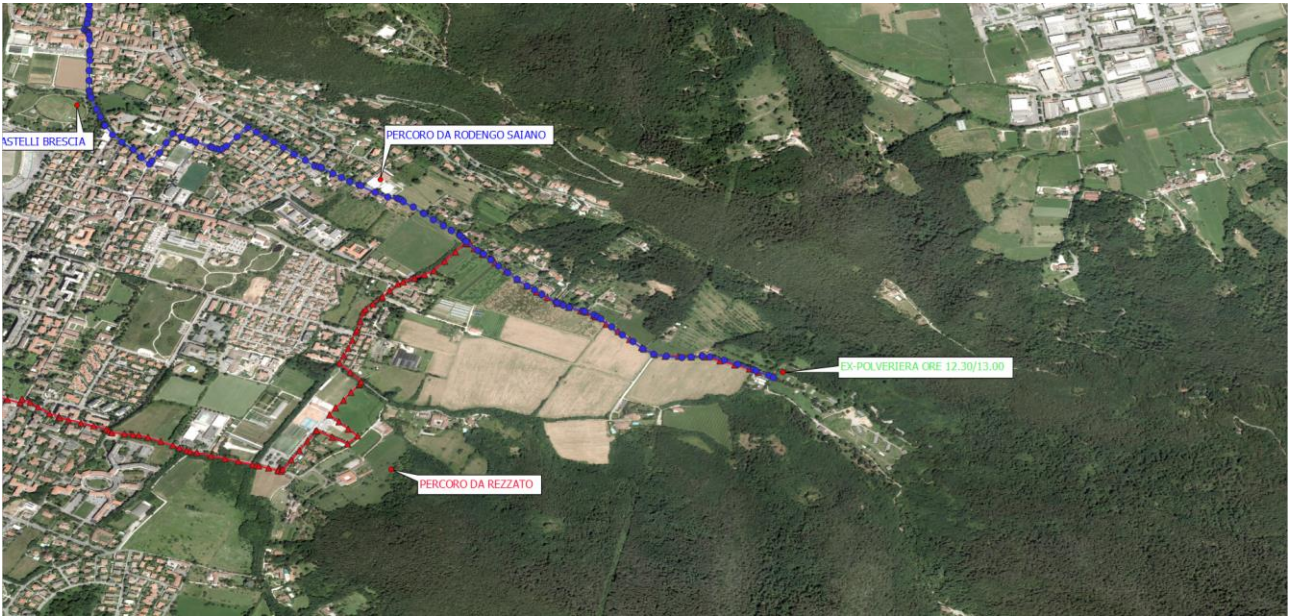 ASTELLI BRESCIA
PERCORO DA RODENGO SAIANO
EX-POLVERIERA ORE 12.30/13.00
PERCORO DA REZZATO